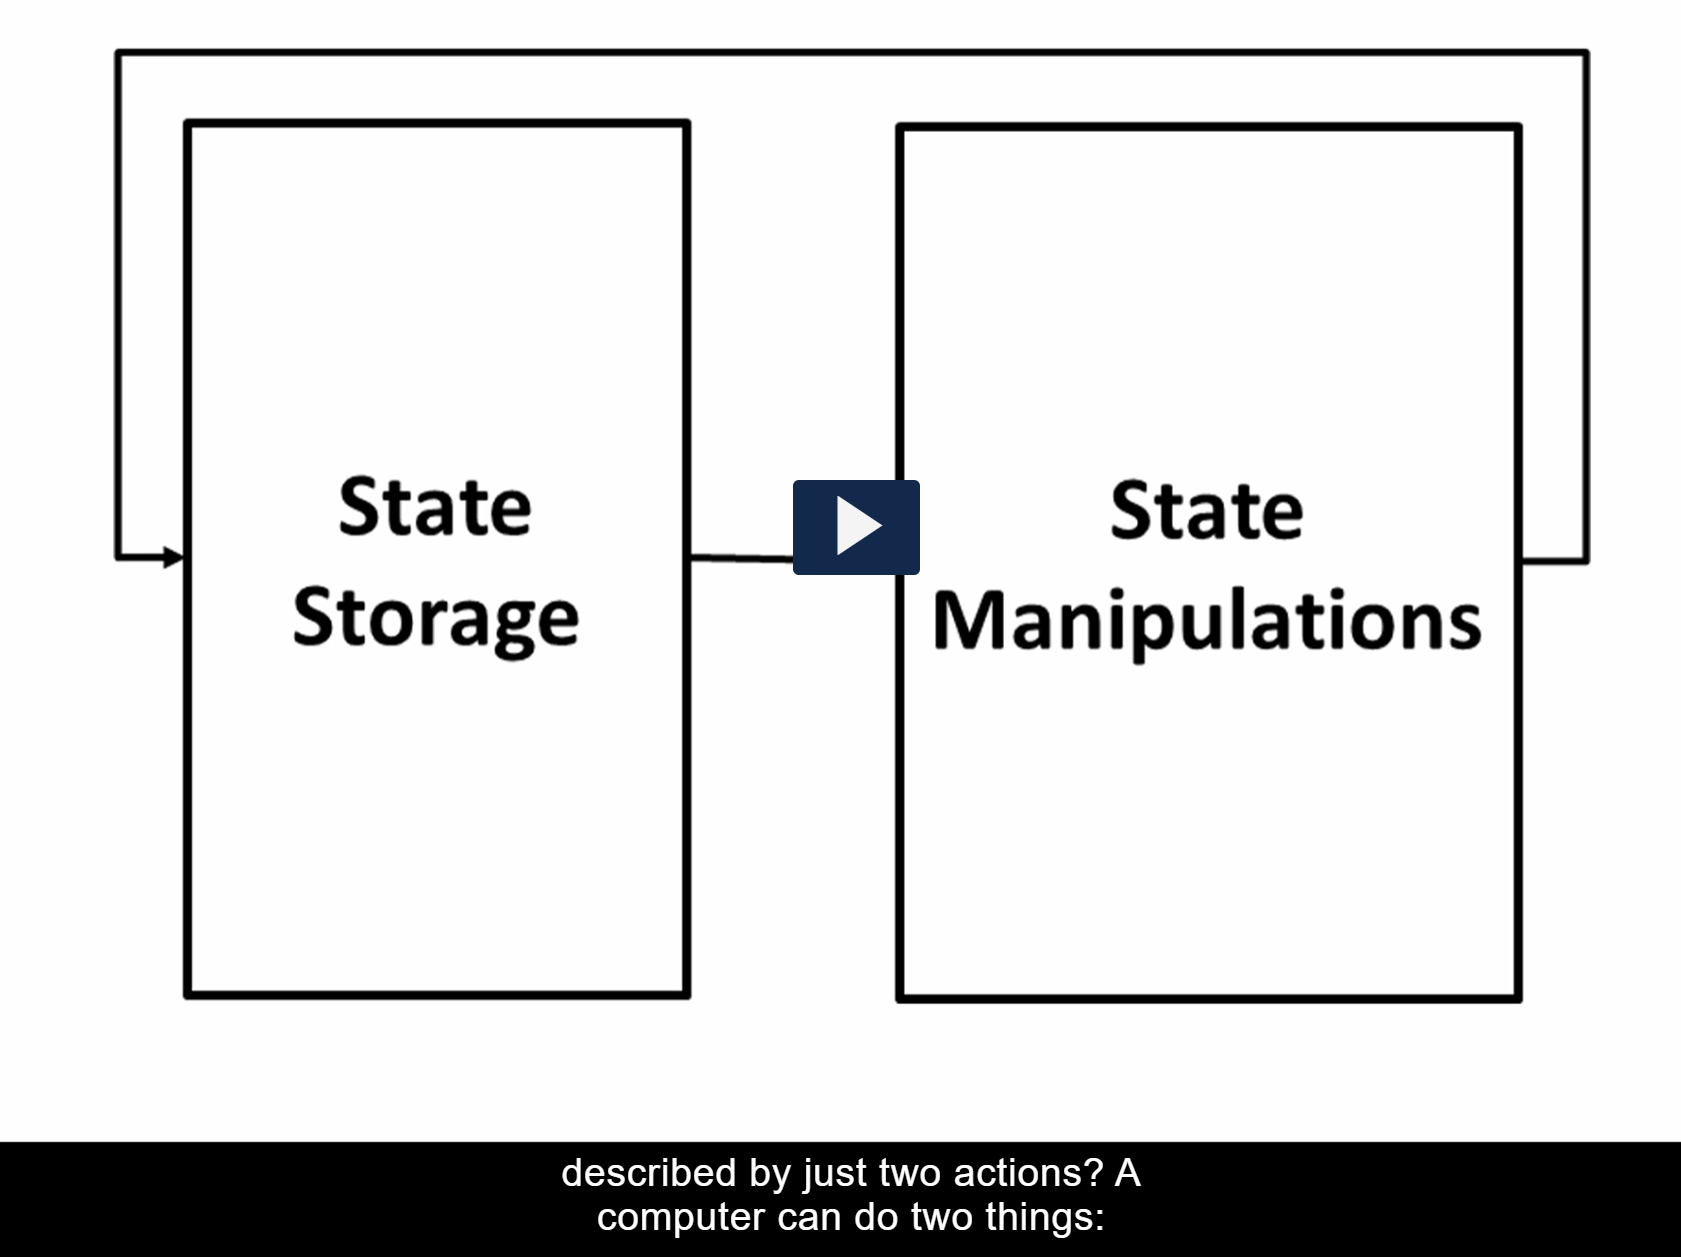 State
Storage
State
Manipulations
described by just two actions? A
computer can do two things: